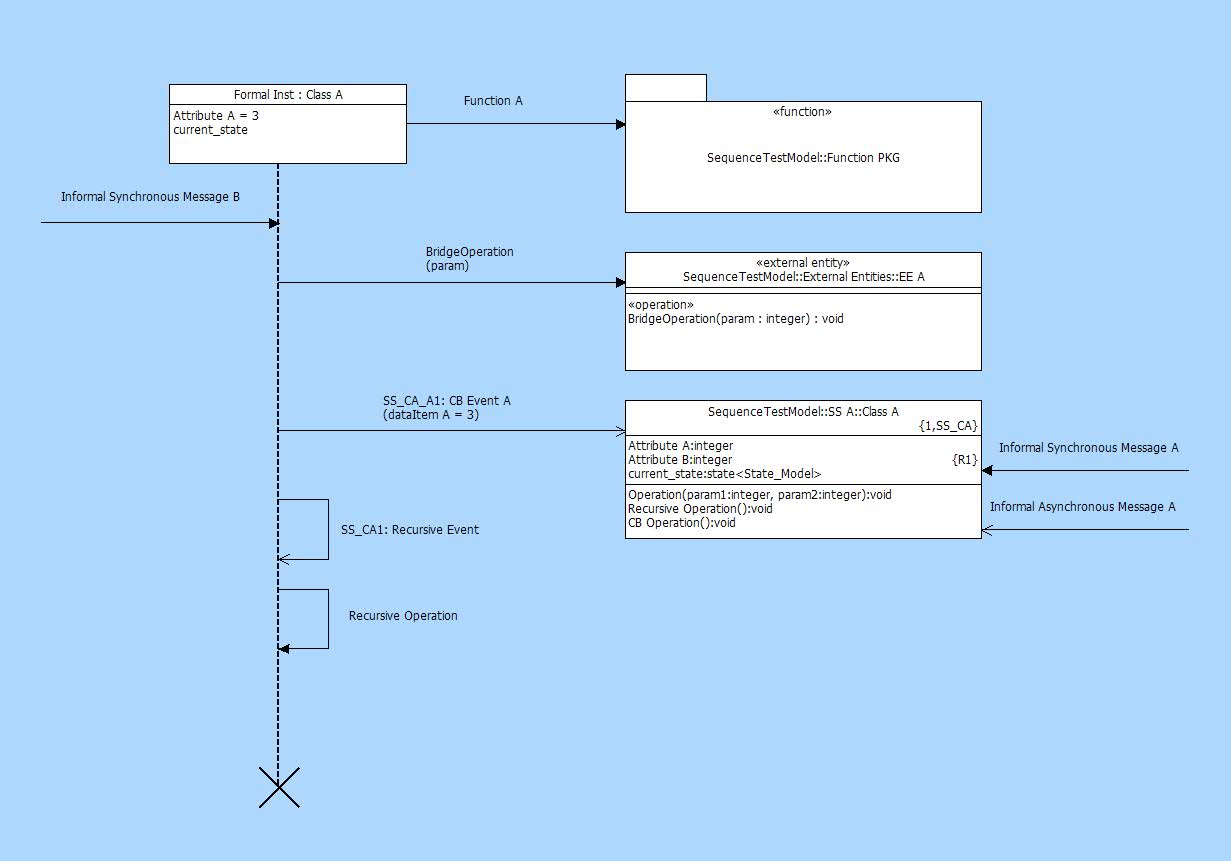 Formal Inst : Class A
Attribute A = 3
current_state
Function A
«function»
SequenceTestModel::Function PKG
Informal Synchronous Message B
BridgeOperation
(param)
«external entity»
SequenceTestModel::External Entities::EE A
«operation»
BridgeOperation(param : integer) : void
SS_CA_A1: CB Event A
(dataItem A = 3)
SequenceTestModel::SS A::Class A
{1,SS_CA}
Attribute A:integer
Attribute B:integer
{R1}
current_state:state<State_Model>
Operation(param1:integer, param2:integer):void
Recursive Operation():void
CB Operation():void
Informal Synchronous Message A
Informal Asynchronous Message A
SS_CA1: Recursive Event
Recursive Operation